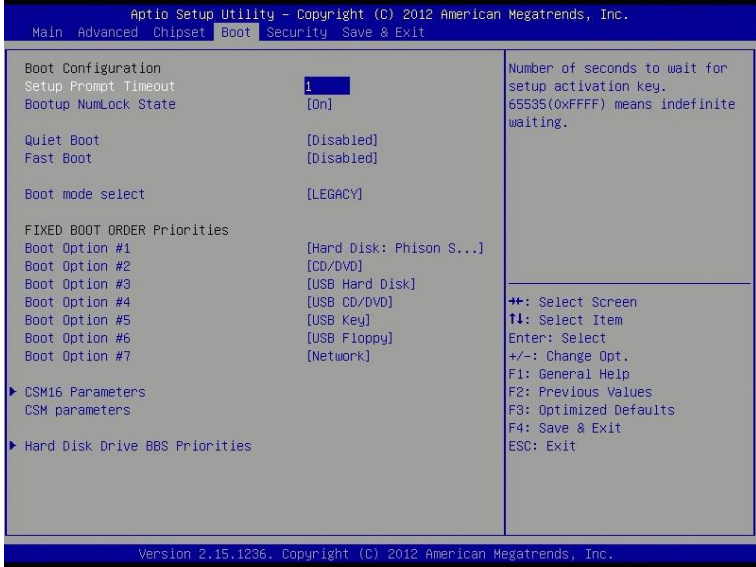 Aptio Setup Utility – Copyright (C) 2012 American Megatrends, Inc.
Main Advanced Chipset Boot Security Save & Exit
Boot Configuration
Setup Prompt Timeout 1
Bootup NumLock State [On]
Quiet Boot [Disabled]
Fast Boot [Disabled]
Boot mode select [LEGACY]
FIXED BOOT ORDER Priorities
Boot Option #1 [Hard Disk: Phison S...]
Boot Option #2 [CD/DVD]
Boot Option #3 [USB Hard Disk]
Boot Option #4 [USB CD/DVD]
Boot Option #5 [USB Key]
Boot Option #6 [USB Floppy]
Boot Option #7 [Network]
► CSM16 Parameters
CSM parameters
► Hard Disk Drive BBS Priorities
Number of seconds to wait for
setup activation key.
65535(0xFFFF) means indefinite
waiting.
→←: Select Screen
↑↓: Select Item
Enter: Select
+/-: Change Opt.
F1: General Help
F2: Previous Values
F3: Optimized Defaults
F4: Save & Exit
ESC: Exit
Version 2.15.1236. Copyright (C) 2012 American Megatrends, Inc.